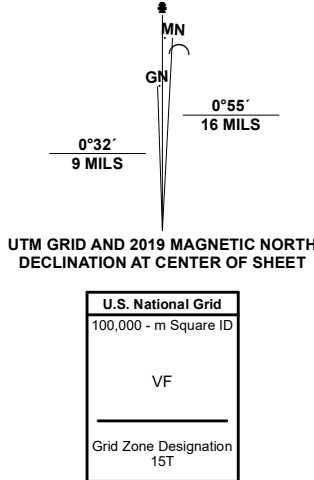 MN
GN
0°55´
16 MILS
0°32´
9 MILS
UTM GRID AND 2019 MAGNETIC NORTH
DECLINATION AT CENTER OF SHEET
U.S. National Grid
100,000 - m Square ID
VF
Grid Zone Designation
15T